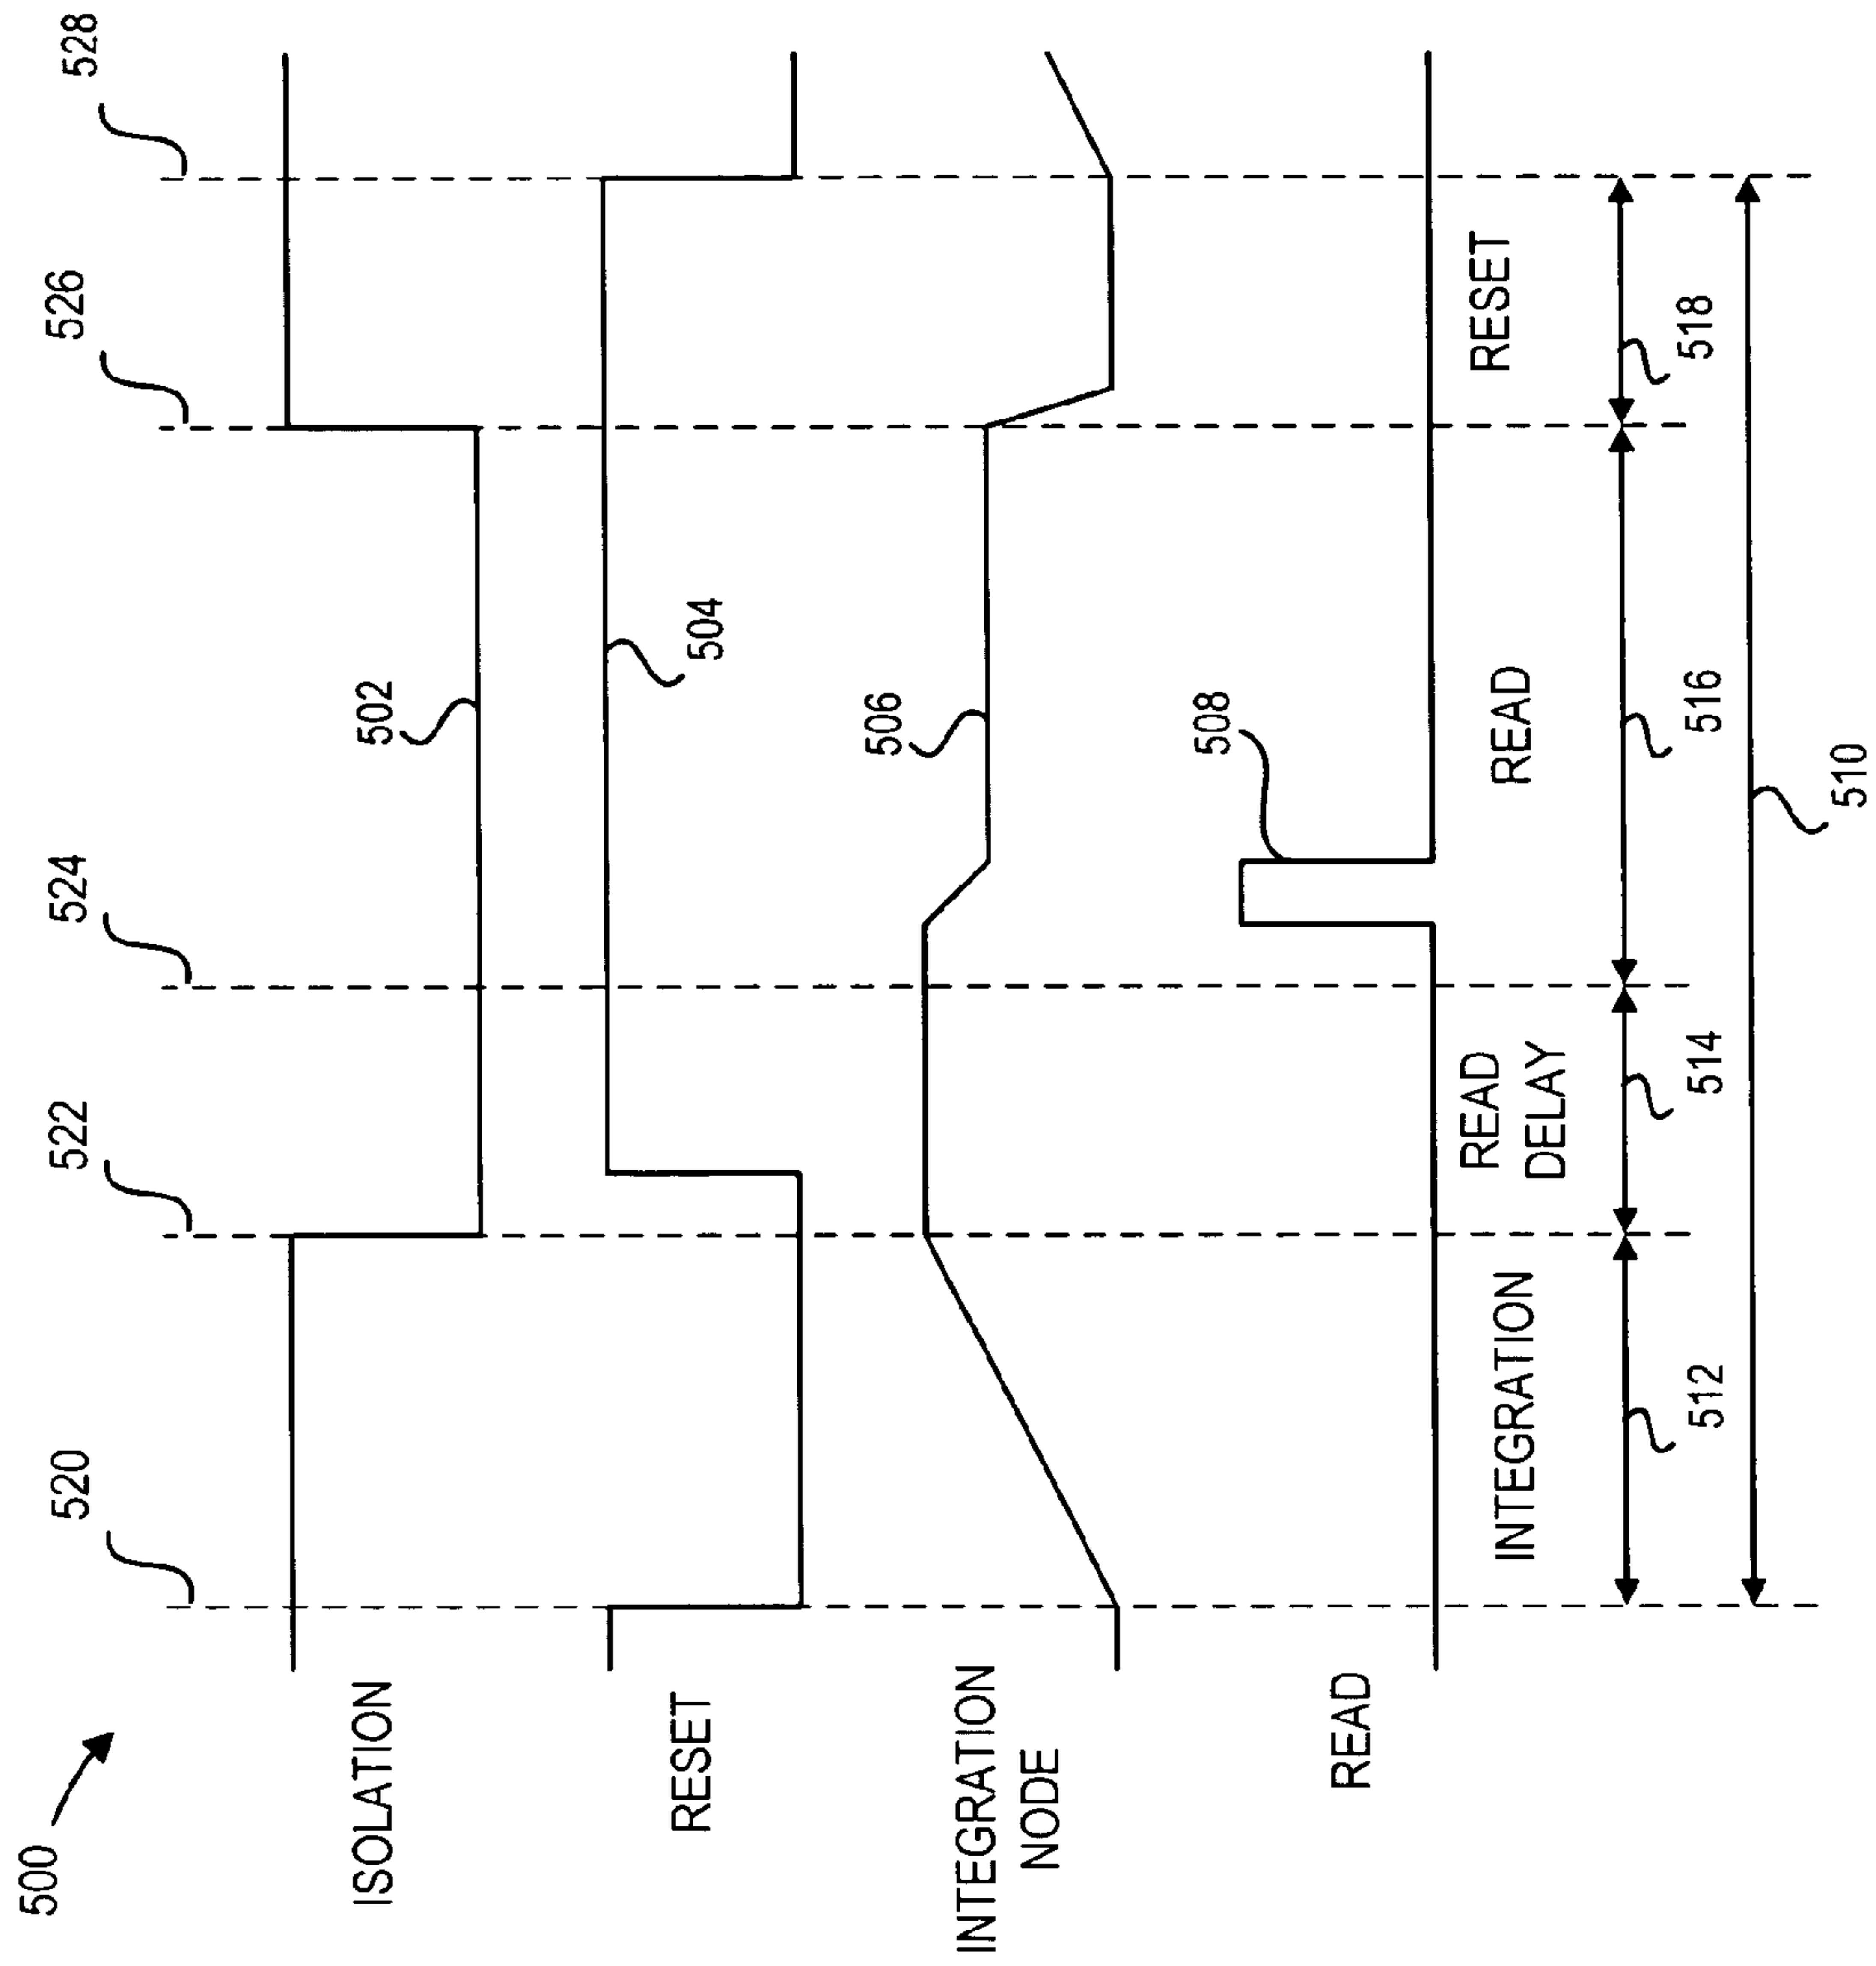 500
520
522
524
526
528
ISOLATION
502
RESET
504
INTEGRATION
NODE
506
READ
508
INTEGRATION
READ
DELAY
READ
RESET
512
514
516
518
510